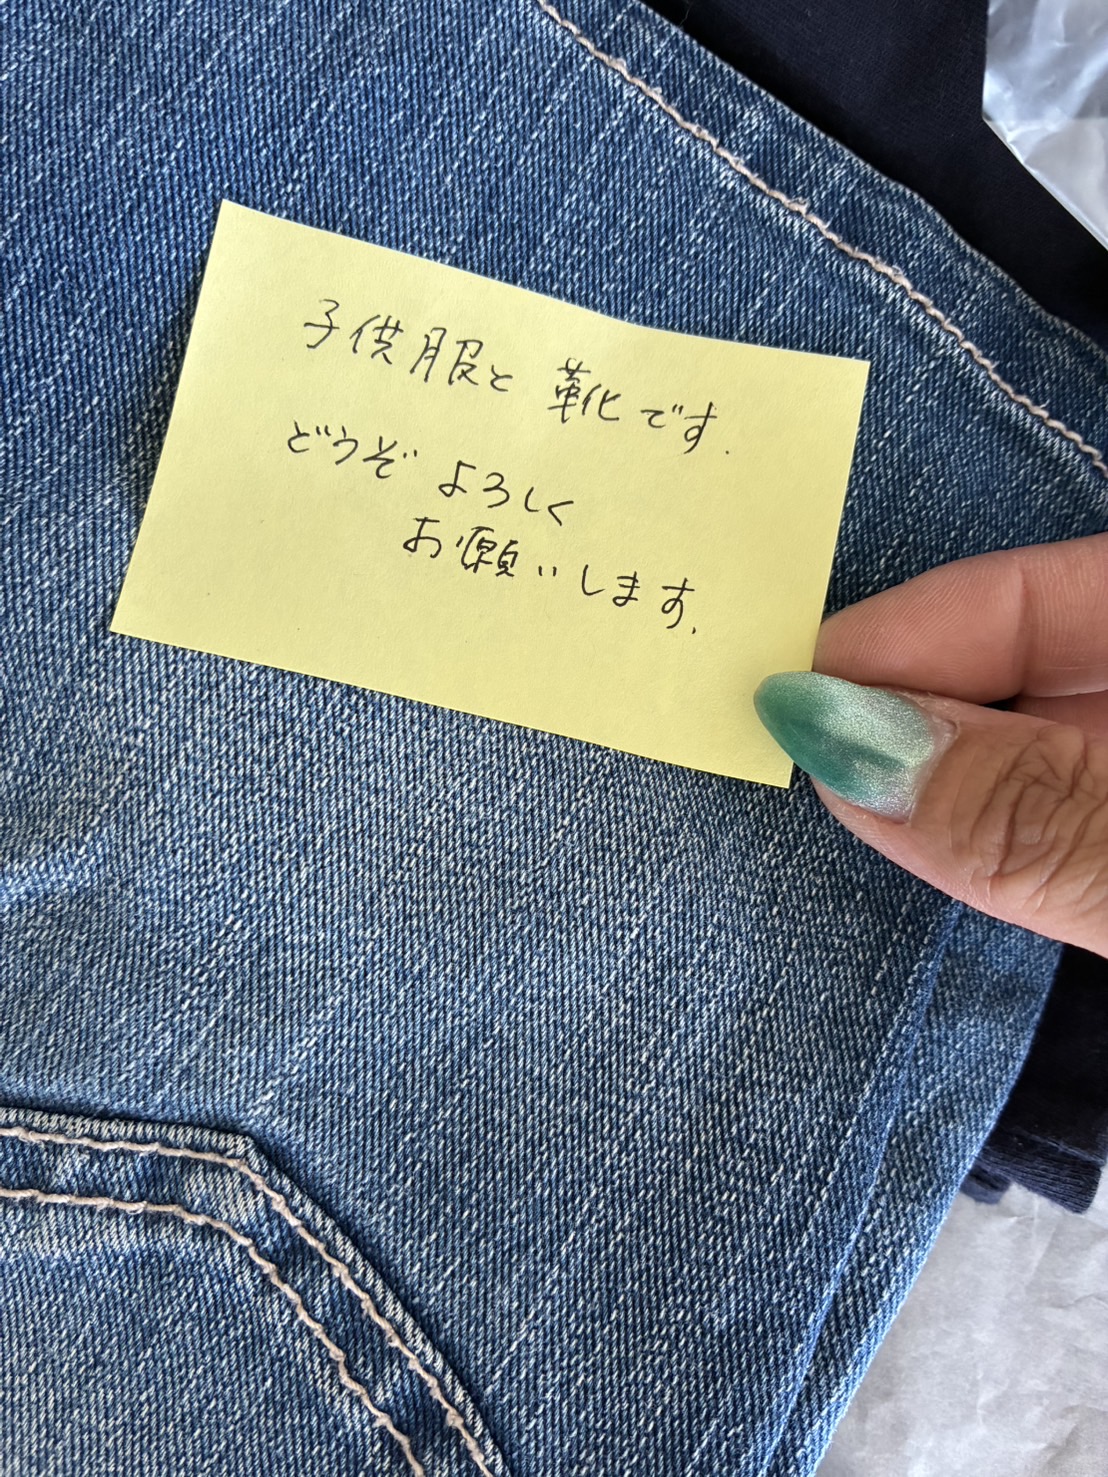 子供服と 靴です.
どうぞ よろしく
お願いします.